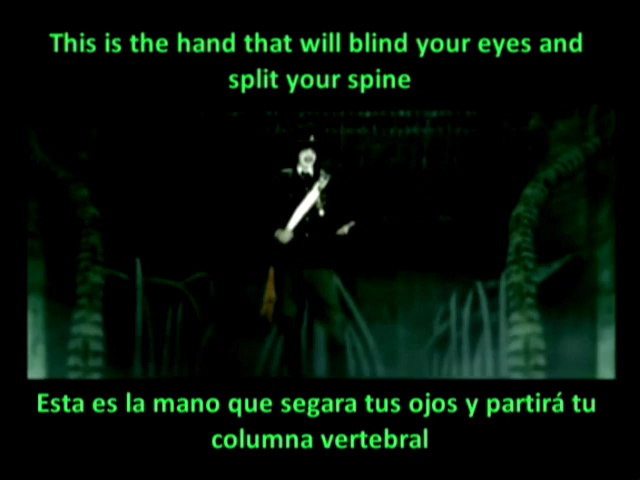 This is the hand that will blind your eyes and
split your spine
Esta es la mano que segara tus ojos y partirá tu
columna vertebral